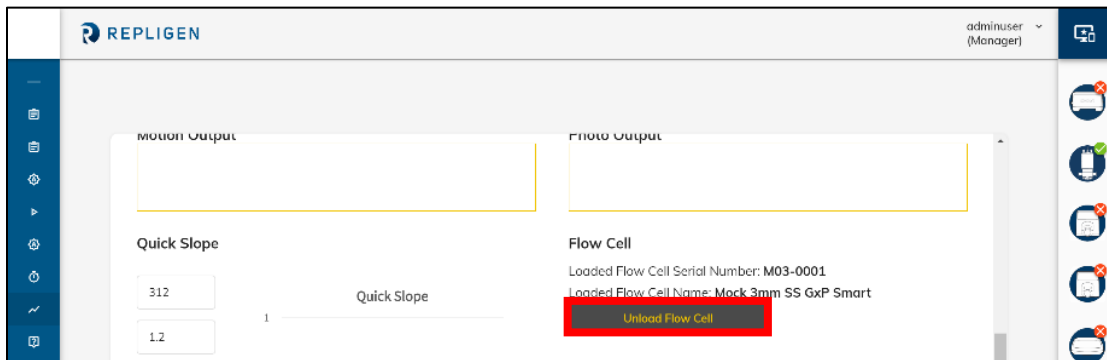 REPLIGEN
adminuser
(Manager)
Motion Output
Photo Output
Quick Slope
312
1.2
Quick Slope
1
Flow Cell
Loaded Flow Cell Serial Number: M03-0001
Loaded Flow Cell Name: Mock 3mm SS GxP Smart
Unload Flow Cell